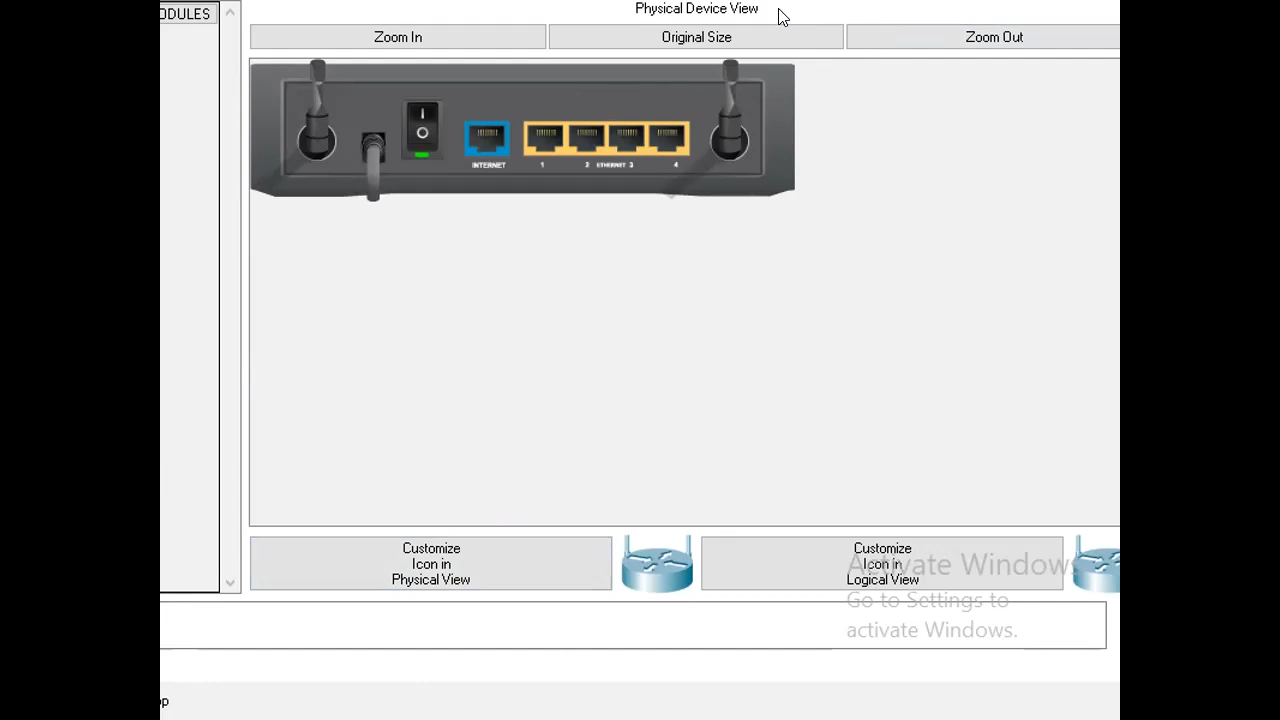 ODULES
Physical Device View
Zoom In
Original Size
Zoom Out
I
O
INTERNET
1
2 ETHERNET 3
4
Customize
Icon in
Physical View
Customize
Icon in
Logical View
Activate Windows
Go to Settings to
activate Windows.
op